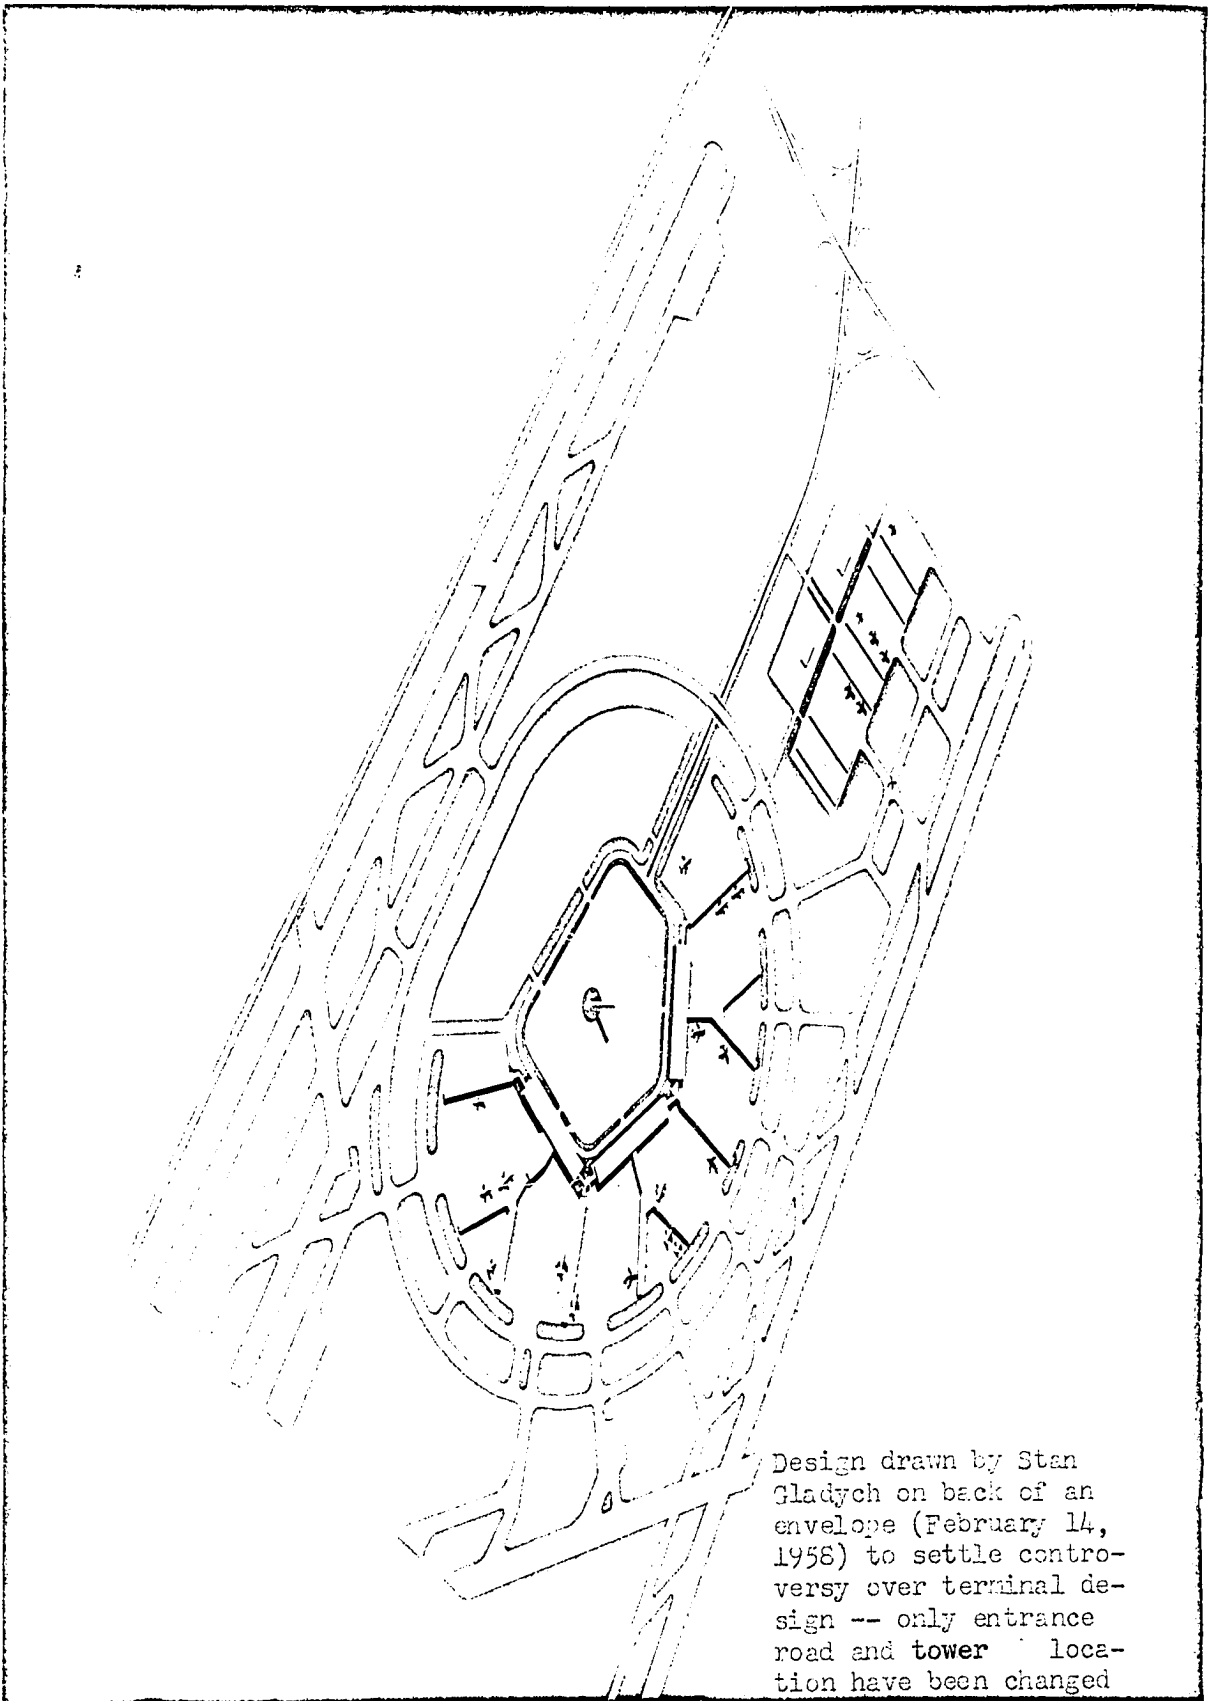 Design drawn by Stan
Gladych on back of an
envelope (February 14,
1958) to settle contro-
versy over terminal de-
sign -- only entrance
road and tower loca-
tion have been changed